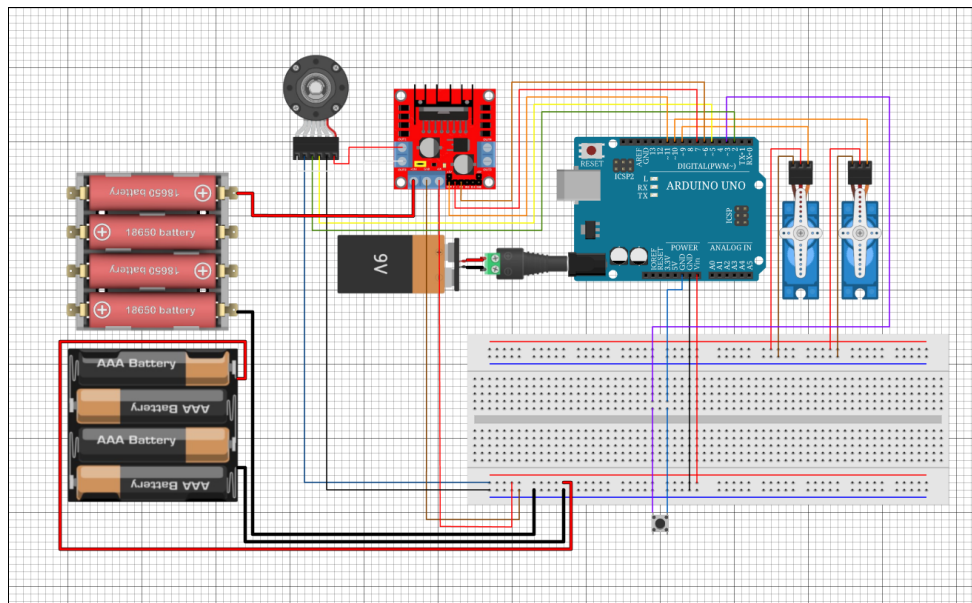 18650 battery
18650 battery
18650 battery
18650 battery
AAA Battery
AAA Battery
AAA Battery
AAA Battery
9V
RESET
ICSP2
AREF
GND
13
12
~11
~10
~9
8
7
~6
~5
4
~3
2
TX→1
RX←0
DIGITAL(PWM~)
L
RX
TX
ARDUINO UNO
ICSP
POWER
ANALOG IN
IOREF
RESET
3.3V
5V
GND
GND
Vin
A0
A1
A2
A3
A4
A5